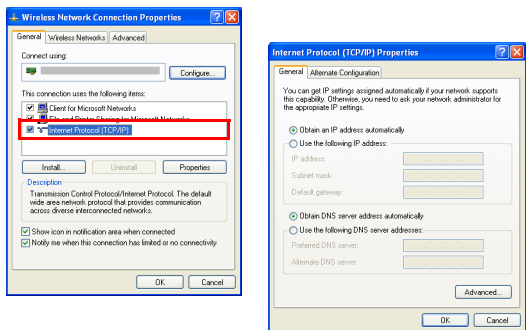 Wireless Network Connection Properties
General Wireless Networks Advanced
Connect using:
Configure...
This connection uses the following items:
Client for Microsoft Networks
File and Printer Sharing for Microsoft Networks
Internet Protocol (TCP/IP)
Install... Uninstall Properties
Description
Transmission Control Protocol/Internet Protocol. The default
wide area network protocol that provides communication
across diverse interconnected networks.
Show icon in notification area when connected
Notify me when this connection has limited or no connectivity
OK Cancel
Internet Protocol (TCP/IP) Properties
General Alternate Configuration
You can get IP settings assigned automatically if your network supports
this capability. Otherwise, you need to ask your network administrator for
the appropriate IP settings.
Obtain an IP address automatically
Use the following IP address:
IP address:
Subnet mask:
Default gateway:
Obtain DNS server address automatically
Use the following DNS server addresses:
Preferred DNS server:
Alternate DNS server:
Advanced...
OK Cancel